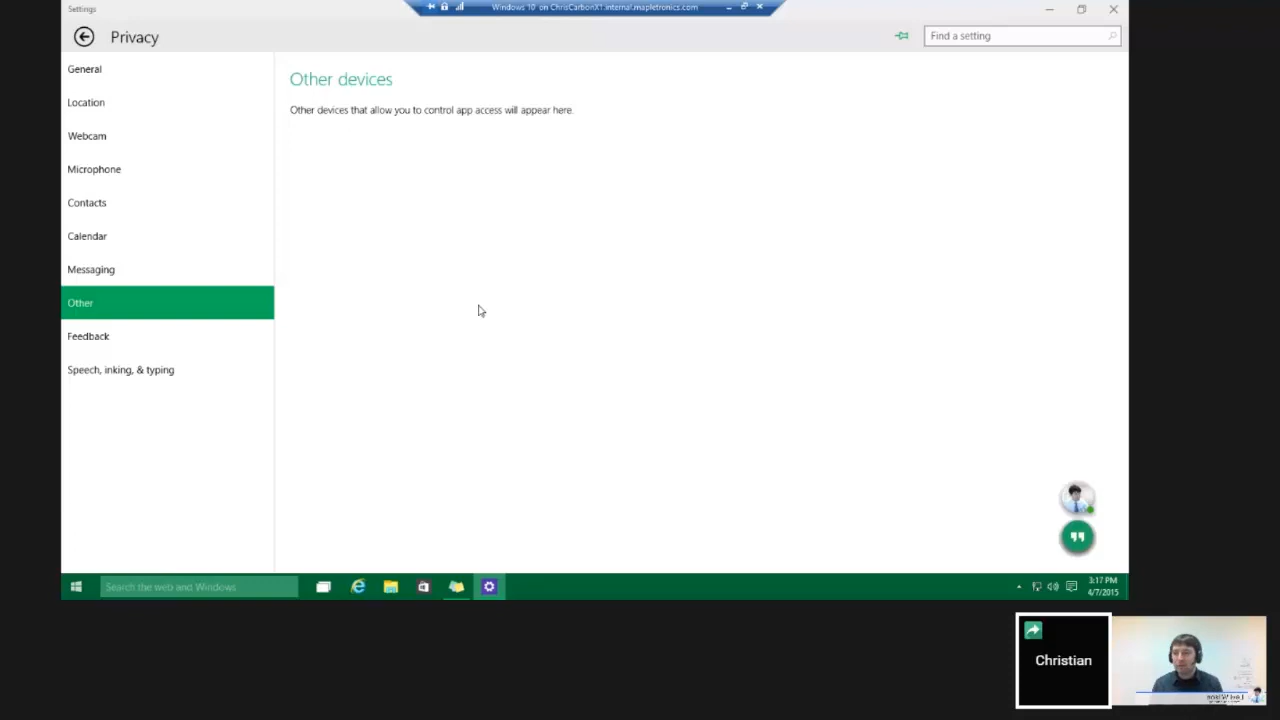 Settings
Windows 10 on ChrisCarbonX1.internal.mapletronics.com
Privacy
Find a setting
General
Location
Webcam
Microphone
Contacts
Calendar
Messaging
Other
Feedback
Speech, inking, & typing
Other devices
Other devices that allow you to control app access will appear here.
Search the web and Windows
3:17 PM
4/7/2015
Christian